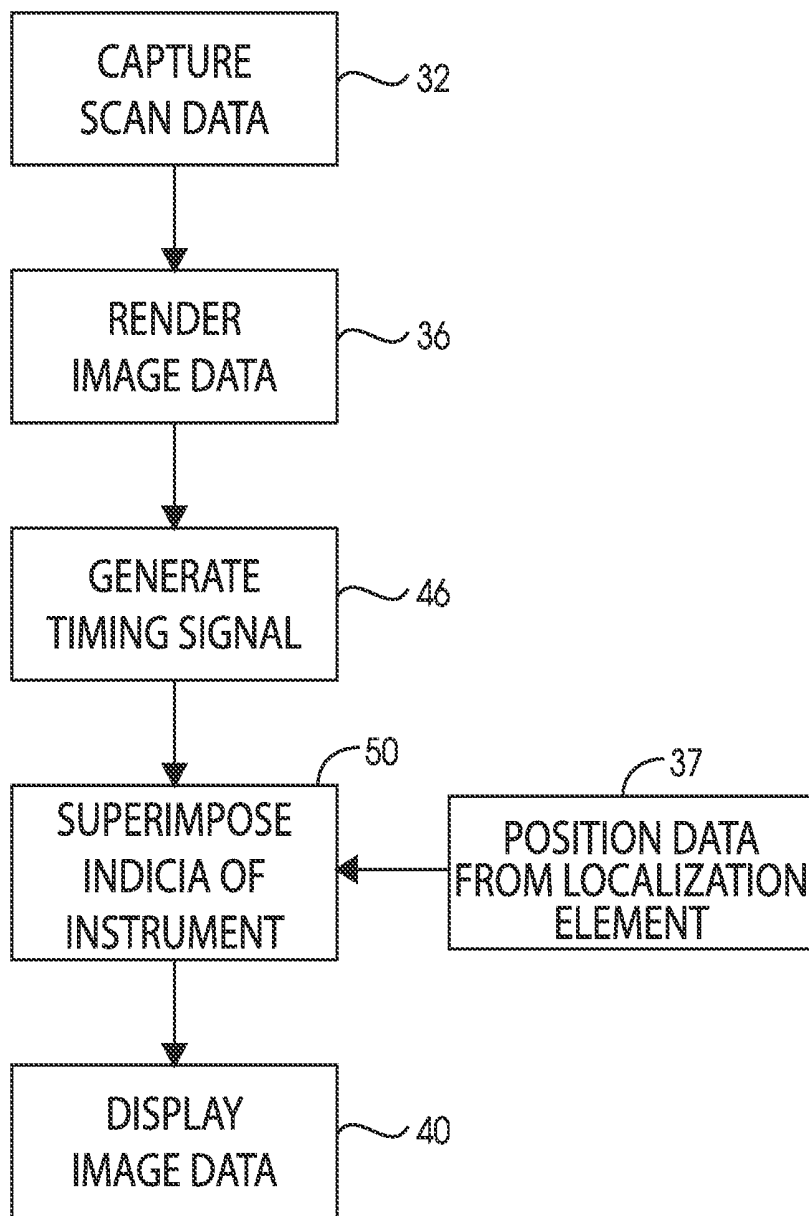 CAPTURE
SCAN DATA
32
RENDER
IMAGE DATA
36
GENERATE
TIMING SIGNAL
46
50
SUPERIMPOSE
INDICIA OF
INSTRUMENT
37
POSITION DATA
FROM LOCALIZATION
ELEMENT
DISPLAY
IMAGE DATA
40